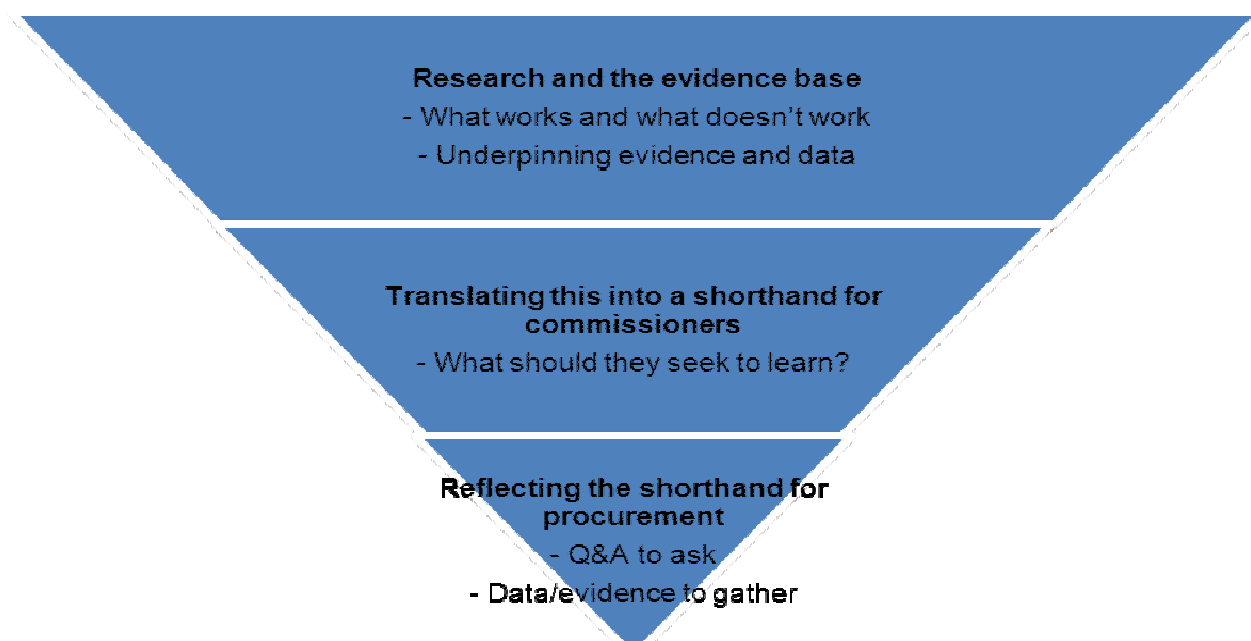 Research and the evidence base
- What works and what doesn't work
- Underpinning evidence and data
Translating this into a shorthand for
commissioners
- What should they seek to learn?
Reflecting the shorthand for
procurement
- Q&A to ask
- Data/evidence to gather